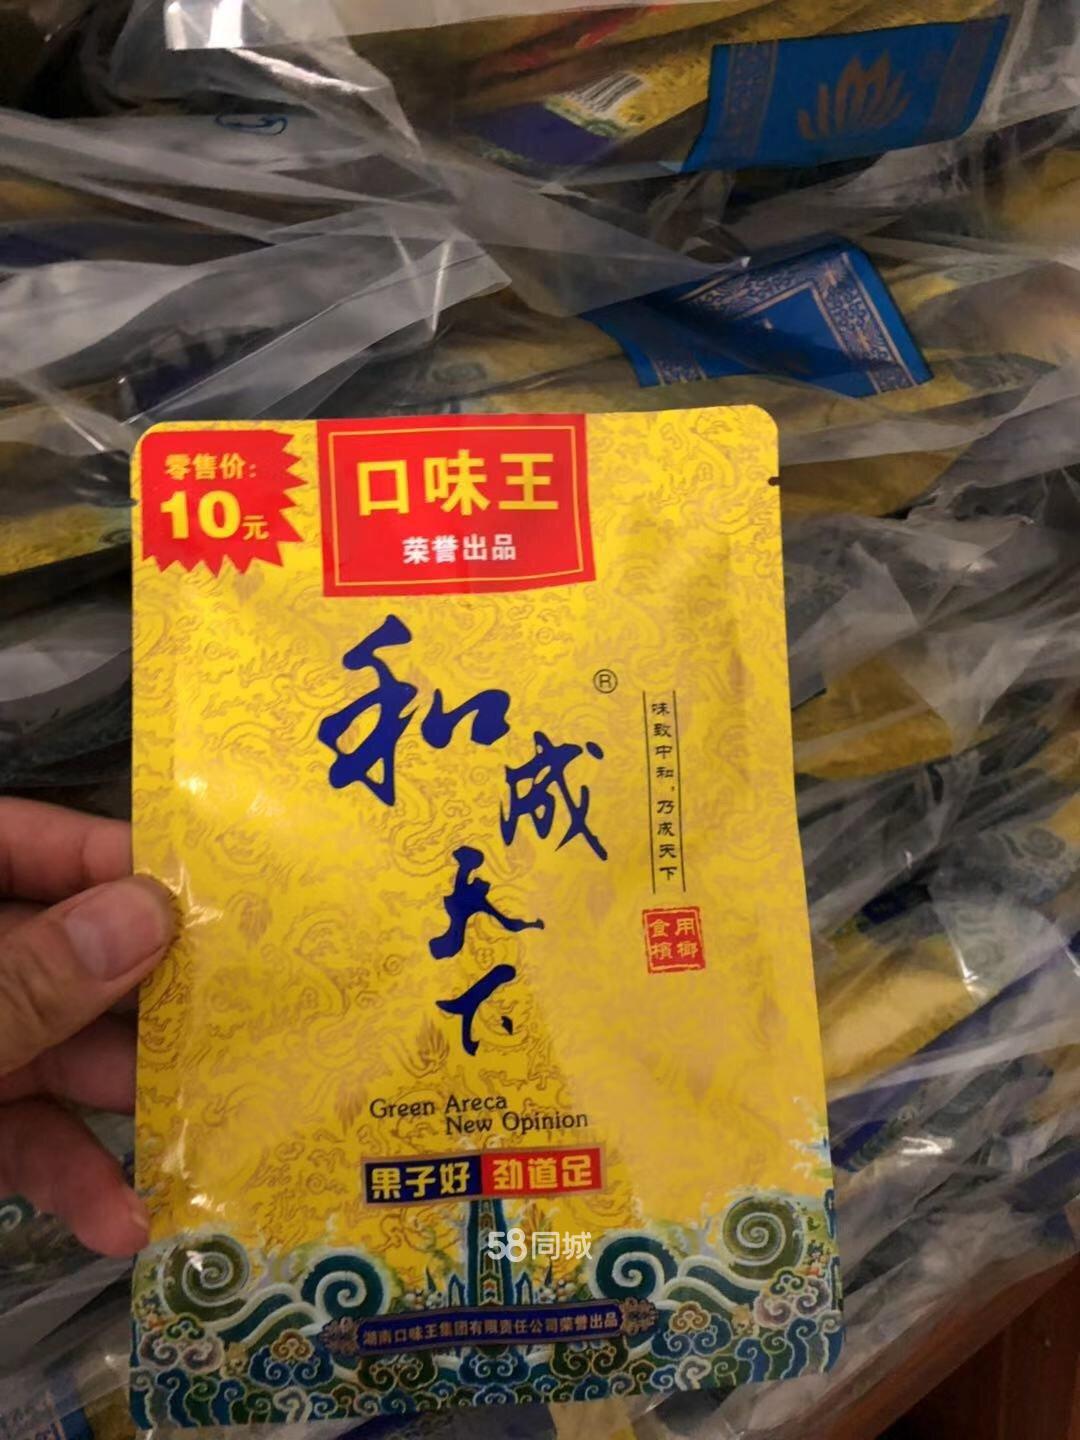 零售价:
10元
口味王
荣誉出品
和成天下
®
味致中和,乃成天下
食用
槟榔
Green Areca
New Opinion
果子好 劲道足
58同城
湖南口味王集团有限责任公司荣誉出品